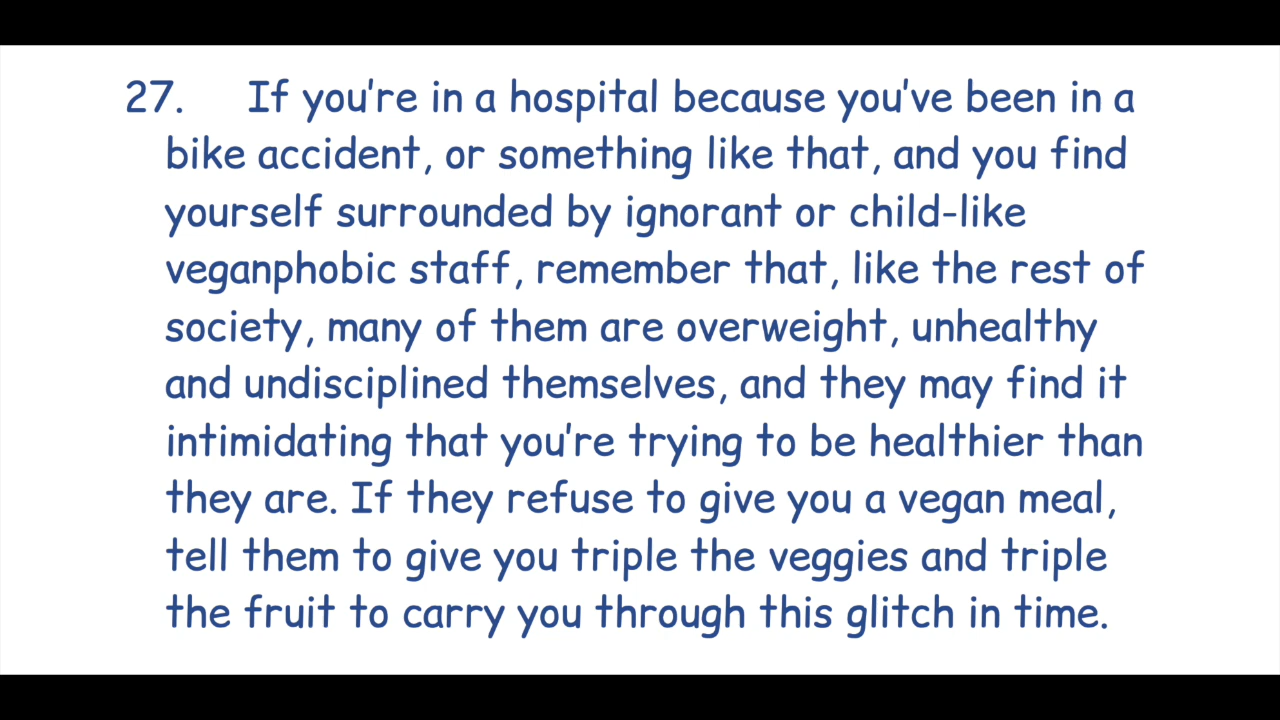 27. If you're in a hospital because you've been in a
bike accident, or something like that, and you find
yourself surrounded by ignorant or child-like
veganphobic staff, remember that, like the rest of
society, many of them are overweight, unhealthy
and undisciplined themselves, and they may find it
intimidating that you're trying to be healthier than
they are. If they refuse to give you a vegan meal,
tell them to give you triple the veggies and triple
the fruit to carry you through this glitch in time.